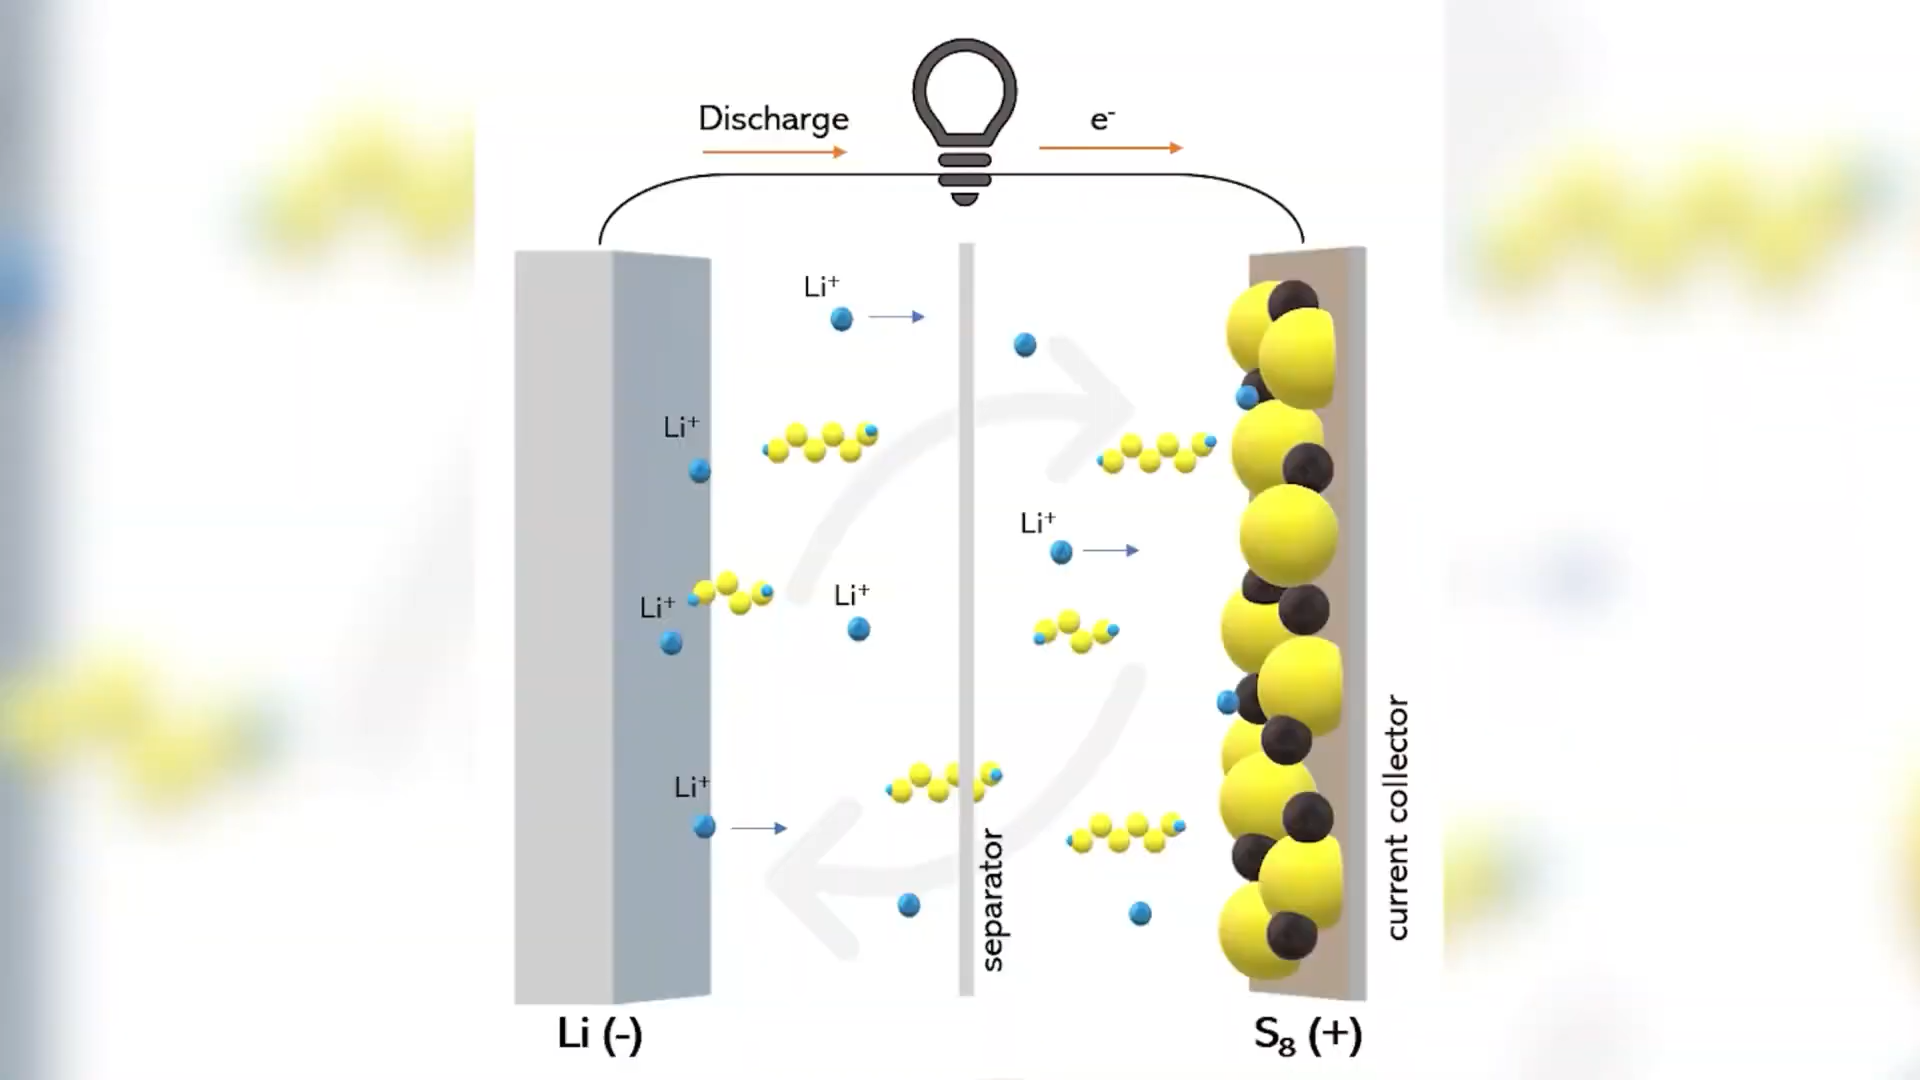 Discharge
e⁻
Li⁺
Li⁺
Li⁺
Li⁺
Li⁺
Li⁺
separator
current collector
Li (-)
S₈ (+)